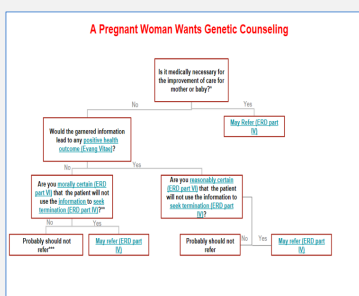 A Pregnant Woman Wants Genetic Counseling
Is it medically necessary for
the improvement of care for
mother or baby?*
No
Yes
May Refer (ERD part
IV)
Would the garnered information
lead to any positive health
outcome (Evang Vitae)?
No
Yes
Are you morally certain (ERD
part VI) that the patient will not
use the information to seek
termination (ERD part IV)?**
Are you reasonably certain
(ERD part VI) that the patient
will not use the information to
seek termination (ERD part
IV)?
No
Yes
No
Yes
Probably should not
refer***
May refer (ERD part
IV)
Probably should not
refer
May refer (ERD part
IV)